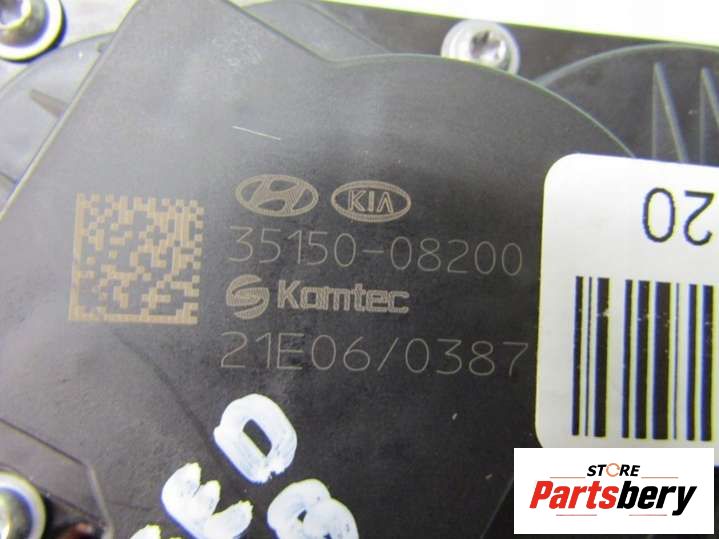 KIA
35150-08200
Komtec
21E06/0387
20
STORE
Partsbery